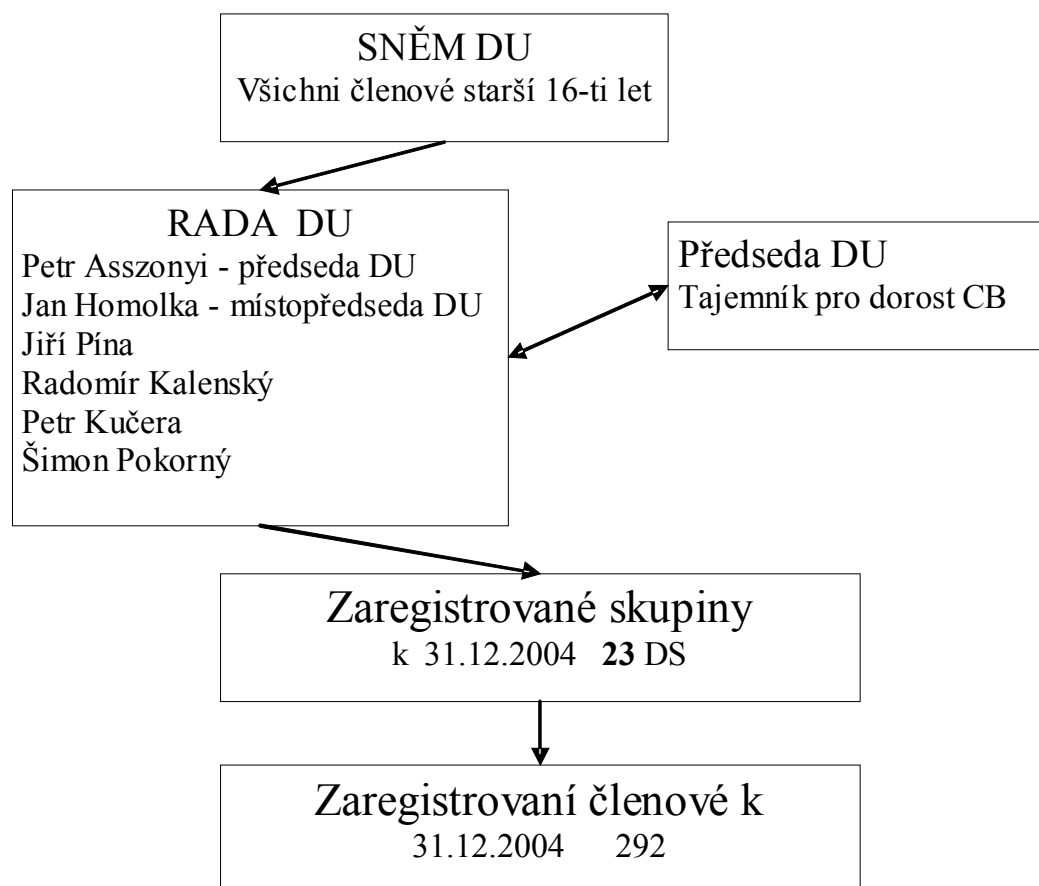 SNĚM DU
Všichni členové starší 16-ti let
RADA DU
Petr Asszonyi - předseda DU
Jan Homolka - místopředseda DU
Jiří Pína
Radomír Kalenský
Petr Kučera
Šimon Pokorný
Předseda DU
Tajemník pro dorost CB
Zaregistrované skupiny
k 31.12.2004 23 DS
Zaregistrovaní členové k
31.12.2004 292